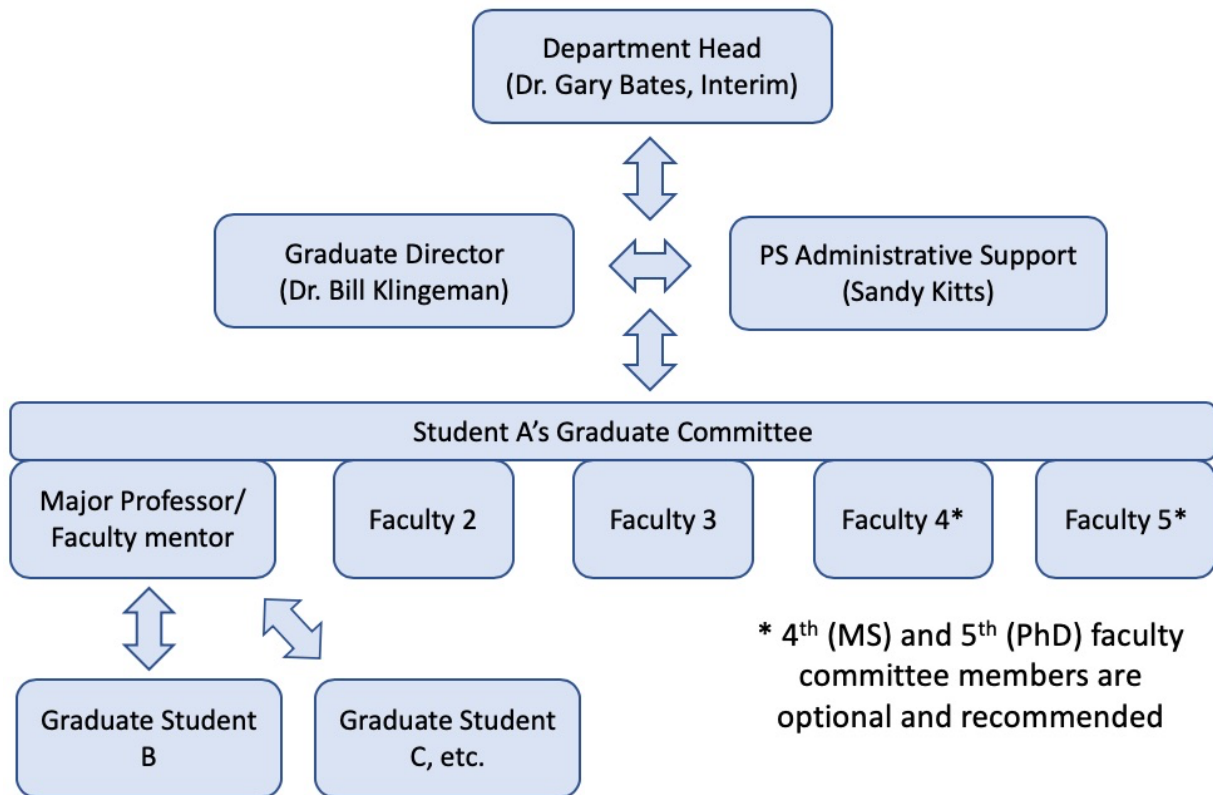 Department Head
(Dr. Gary Bates, Interim)
Graduate Director
(Dr. Bill Klingeman)
PS Administrative Support
(Sandy Kitts)
Student A’s Graduate Committee
Major Professor/
Faculty mentor
Faculty 2
Faculty 3
Faculty 4*
Faculty 5*
* 4th (MS) and 5th (PhD) faculty
committee members are
optional and recommended
Graduate Student
B
Graduate Student
C, etc.